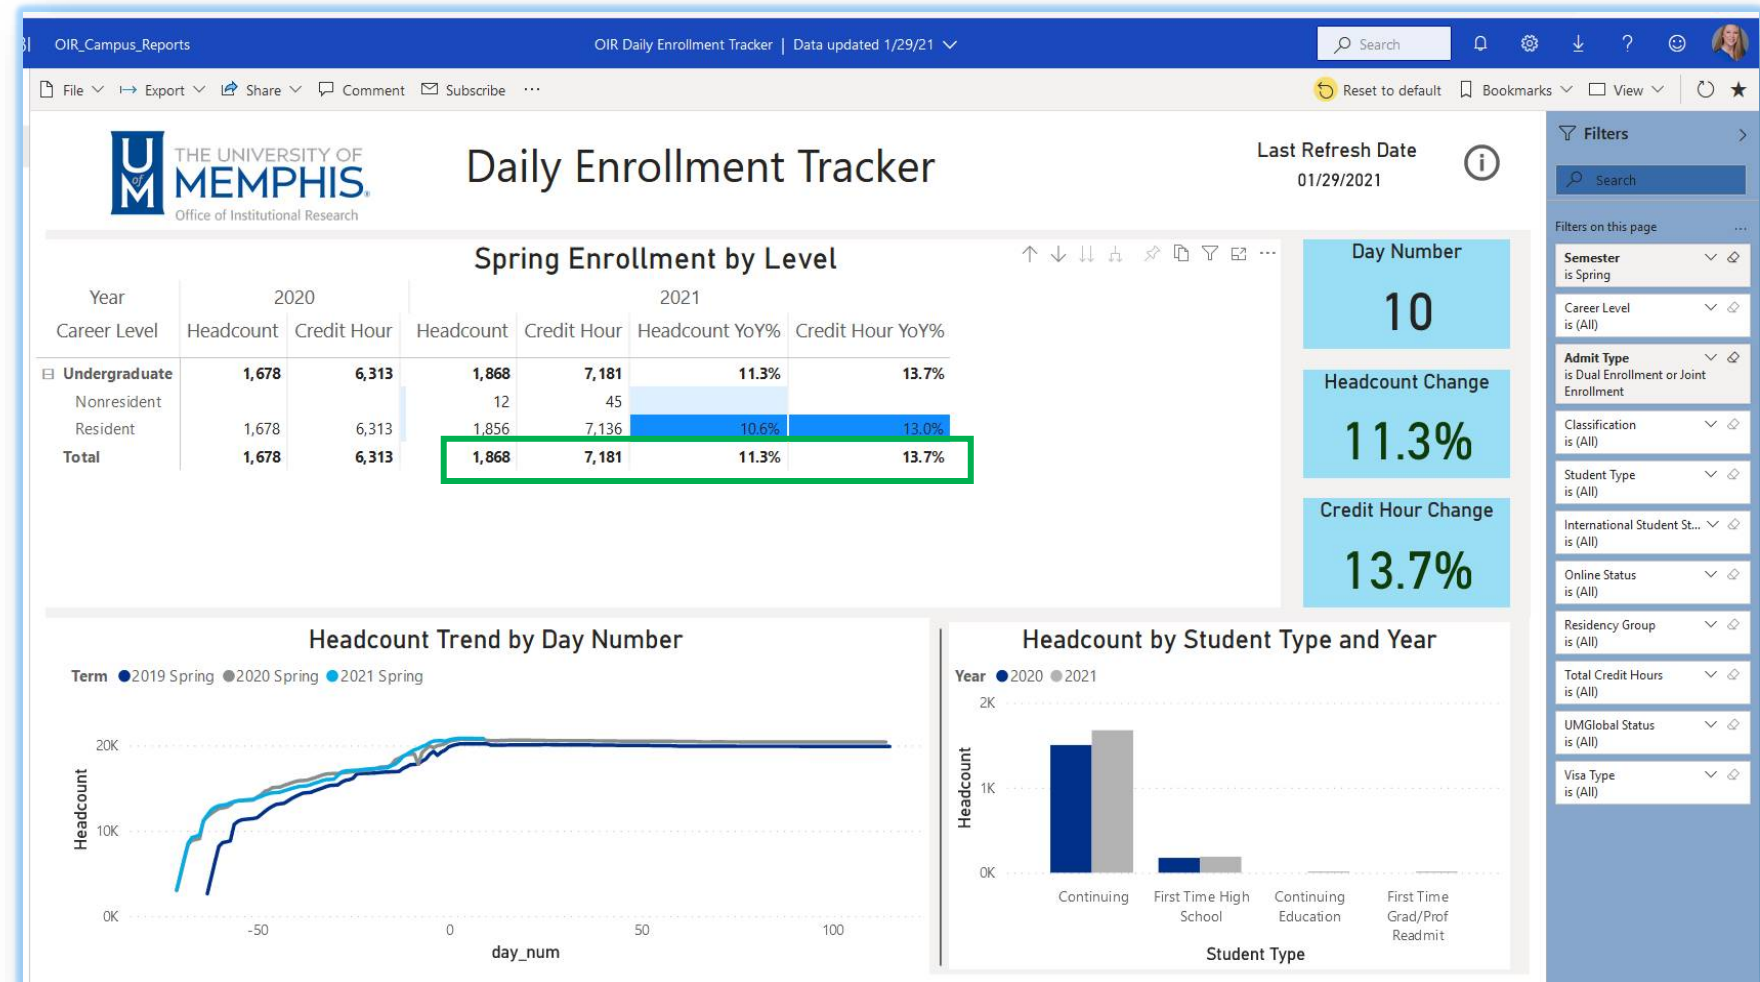 OIR_Campus_Reports
OIR Daily Enrollment Tracker | Data updated 1/29/21
Search
File Export Share Comment Subscribe ...
Reset to default Bookmarks View
THE UNIVERSITY OF
MEMPHIS.
Office of Institutional Research
U
of
M
Daily Enrollment Tracker
Last Refresh Date
01/29/2021
Spring Enrollment by Level
Year 2020 2021
Career Level Headcount Credit Hour Headcount Credit Hour Headcount YoY% Credit Hour YoY%
Undergraduate 1,678 6,313 1,868 7,181 11.3% 13.7%
Nonresident 12 45
Resident 1,678 6,313 1,856 7,136 10.6% 13.0%
Total 1,678 6,313 1,868 7,181 11.3% 13.7%
Day Number
10
Headcount Change
11.3%
Credit Hour Change
13.7%
Headcount Trend by Day Number
Term 2019 Spring 2020 Spring 2021 Spring
Headcount
20K
10K
0K
-50 0 50 100
day_num
Headcount by Student Type and Year
Year 2020 2021
Headcount
2K
1K
0K
Continuing
First Time High
School
Continuing
Education
First Time
Grad/Prof
Readmit
Student Type
Filters
Search
Filters on this page ...
Semester
is Spring
Career Level
is (All)
Admit Type
is Dual Enrollment or Joint
Enrollment
Classification
is (All)
Student Type
is (All)
International Student St...
is (All)
Online Status
is (All)
Residency Group
is (All)
Total Credit Hours
is (All)
UMGlobal Status
is (All)
Visa Type
is (All)